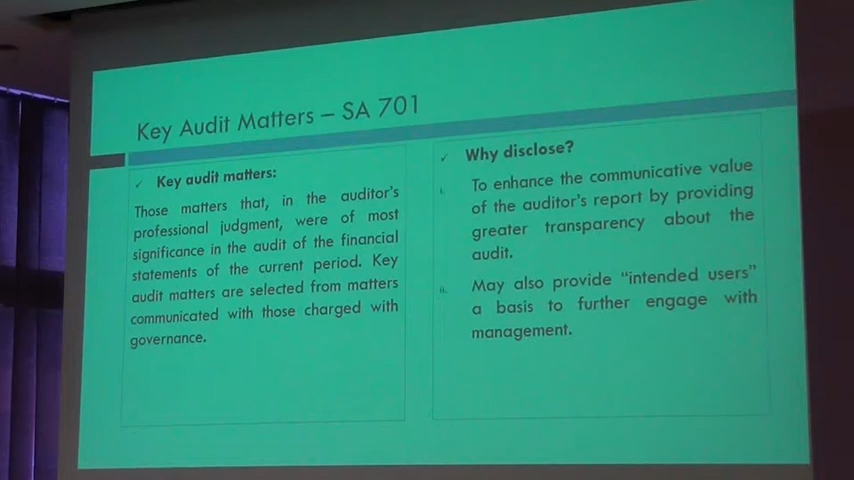 Key Audit Matters – SA 701
✓ Key audit matters:
Those matters that, in the auditor's
professional judgment, were of most
significance in the audit of the financial
statements of the current period. Key
audit matters are selected from matters
communicated with those charged with
governance.
✓ Why disclose?
i. To enhance the communicative value
of the auditor's report by providing
greater transparency about the
audit.
ii. May also provide “intended users”
a basis to further engage with
management.